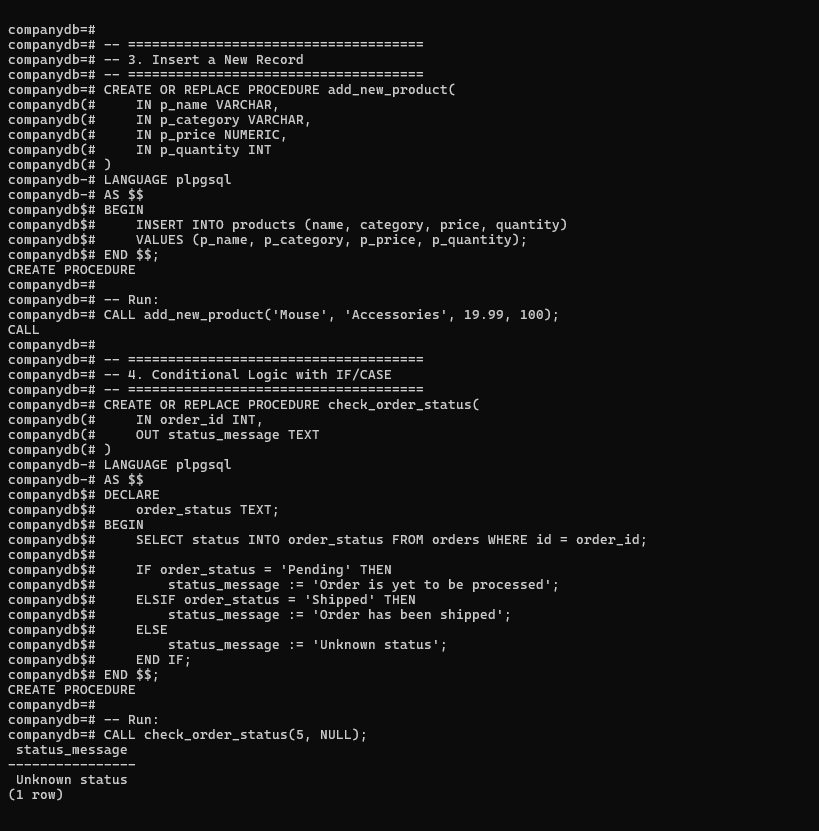 companydb=#
companydb=# -- =====================================
companydb=# -- 3. Insert a New Record
companydb=# -- =====================================
companydb=# CREATE OR REPLACE PROCEDURE add_new_product(
companydb(#     IN p_name VARCHAR,
companydb(#     IN p_category VARCHAR,
companydb(#     IN p_price NUMERIC,
companydb(#     IN p_quantity INT
companydb(# )
companydb-# LANGUAGE plpgsql
companydb-# AS $$
companydb$# BEGIN
companydb$#     INSERT INTO products (name, category, price, quantity)
companydb$#     VALUES (p_name, p_category, p_price, p_quantity);
companydb$# END $$;
CREATE PROCEDURE
companydb=#
companydb=# -- Run:
companydb=# CALL add_new_product('Mouse', 'Accessories', 19.99, 100);
CALL
companydb=#
companydb=# -- =====================================
companydb=# -- 4. Conditional Logic with IF/CASE
companydb=# -- =====================================
companydb=# CREATE OR REPLACE PROCEDURE check_order_status(
companydb(#     IN order_id INT,
companydb(#     OUT status_message TEXT
companydb(# )
companydb-# LANGUAGE plpgsql
companydb-# AS $$
companydb$# DECLARE
companydb$#     order_status TEXT;
companydb$# BEGIN
companydb$#     SELECT status INTO order_status FROM orders WHERE id = order_id;
companydb$#
companydb$#     IF order_status = 'Pending' THEN
companydb$#         status_message := 'Order is yet to be processed';
companydb$#     ELSIF order_status = 'Shipped' THEN
companydb$#         status_message := 'Order has been shipped';
companydb$#     ELSE
companydb$#         status_message := 'Unknown status';
companydb$#     END IF;
companydb$# END $$;
CREATE PROCEDURE
companydb=#
companydb=# -- Run:
companydb=# CALL check_order_status(5, NULL);
 status_message
----------------
 Unknown status
(1 row)